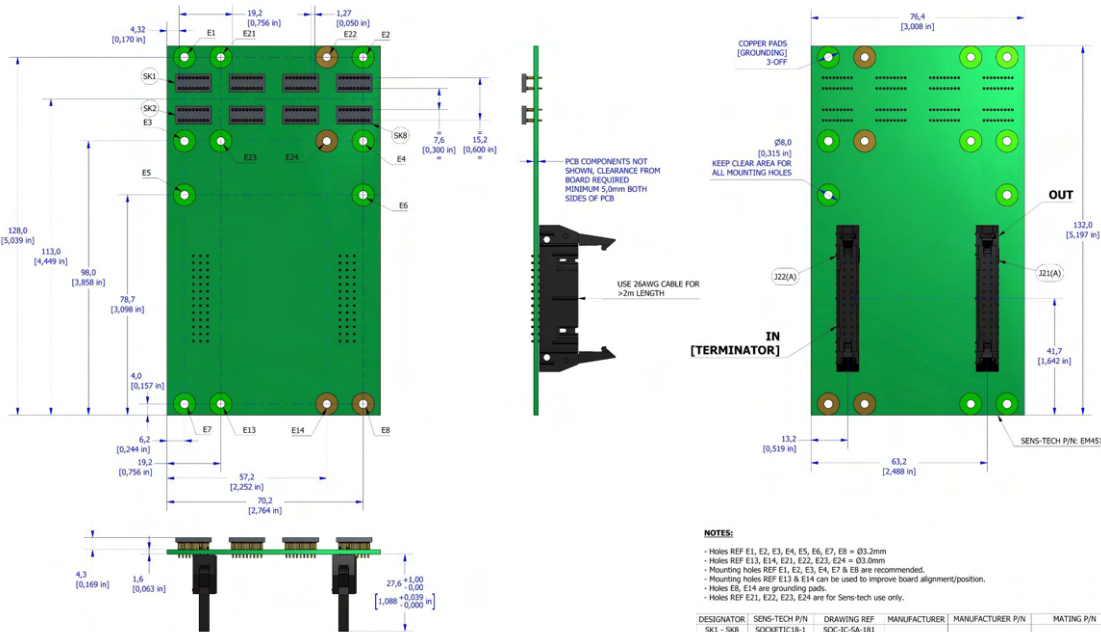 19,2
[0,756 in]
1,27
[0,050 in]
4,32
[0,170 in]
E1
E21
E22
E2
SK1
SK2
SK8
E3
E23
E24
E4
E5
E6
=
7,6
[0,300 in]
=
=
15,2
[0,600 in]
=
128,0
[5,039 in]
113,0
[4,449 in]
98,0
[3,858 in]
78,7
[3,098 in]
4,0
[0,157 in]
E7
E13
E14
E8
6,2
[0,244 in]
19,2
[0,756 in]
57,2
[2,252 in]
70,2
[2,764 in]
PCB COMPONENTS NOT
SHOWN, CLEARANCE FROM
BOARD REQUIRED
MINIMUM 5,0mm BOTH
SIDES OF PCB
USE 26AWG CABLE FOR
>2m LENGTH
76,4
[3,008 in]
COPPER PADS
[GROUNDING]
3-OFF
Ø8,0
[0,315 in]
KEEP CLEAR AREA FOR
ALL MOUNTING HOLES
OUT
132,0
[5,197 in]
J22(A)
J21(A)
IN
[TERMINATOR]
41,7
[1,642 in]
13,2
[0,519 in]
63,2
[2,488 in]
SENS-TECH P/N: EM451
4,3
[0,169 in]
1,6
[0,063 in]
27,6 +1,00 -0,00
[1,088 +0,039 -0,000 in]
NOTES:
- Holes REF E1, E2, E3, E4, E5, E6, E7, E8 = Ø3.2mm
- Holes REF E13, E14, E21, E22, E23, E24 = Ø3.0mm
- Mounting holes REF E1, E2, E3, E4, E7 & E8 are recommended.
- Mounting holes REF E13 & E14 can be used to improve board alignment/position.
- Holes E8, E14 are grounding pads.
- Holes REF E21, E22, E23, E24 are for Sens-tech use only.
DESIGNATOR SENS-TECH P/N DRAWING REF MANUFACTURER MANUFACTURER P/N MATING P/N
SK1 - SK8 SOCKETIC18-1 SOC-IC-SA-181